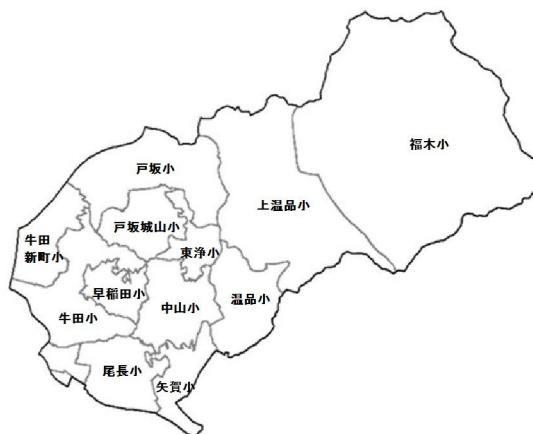 福木小
戸坂小
上温品小
戸坂城山小
牛田
新町小
東浄小
早稲田小
温品小
中山小
牛田小
尾長小
矢賀小